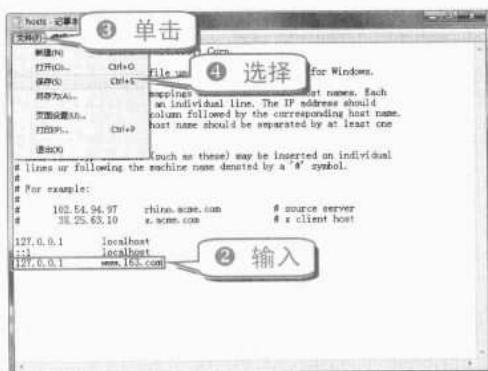 hosts - 记事本
文件(F)
❸ 单击
新建(N)
Corp.
打开(O)... Ctrl+O
for Windows.
保存(S) Ctrl+S
❹ 选择
另存为(A)...
mappings host names. Each
an individual line. The IP address should
页面设置(U)...
column followed by the corresponding host name.
打印(P)... Ctrl+P
host name should be separated by at least one
退出(X)
(such as these) may be inserted on individual
# lines or following the machine name denoted by a '#' symbol.
#
# For example:
#
# 102.54.94.97 rhino.acme.com # source server
# 38.25.63.10 x.acme.com # x client host
127.0.0.1 localhost
::1 localhost
127.0.0.1 www.163.com
❷ 输入